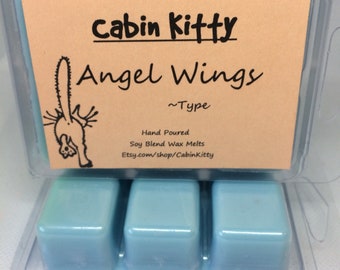 Cabin Kitty
Angel Wings
~Type
Hand Poured
Soy Blend Wax Melts
Etsy.com/shop/CabinKitty